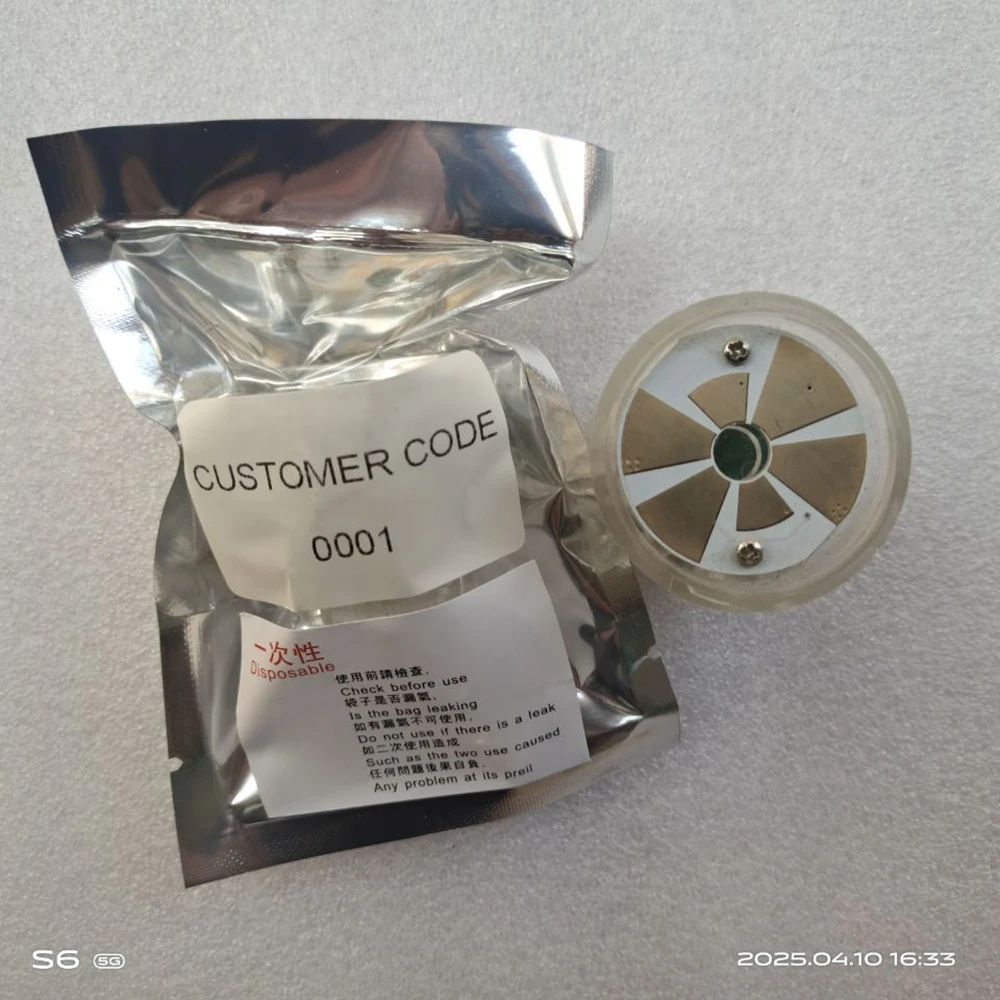 CUSTOMER CODE
0001
一次性
Disposable
使用前請檢查.
Check before use
袋子是否漏氣.
Is the bag leaking
如有漏氣不可使用.
Do not use if there is a leak
如二次使用造成
Such as the two use caused
任何問題後果自負.
Any problem at its preil
S6 5G
2025.04.10 16:33